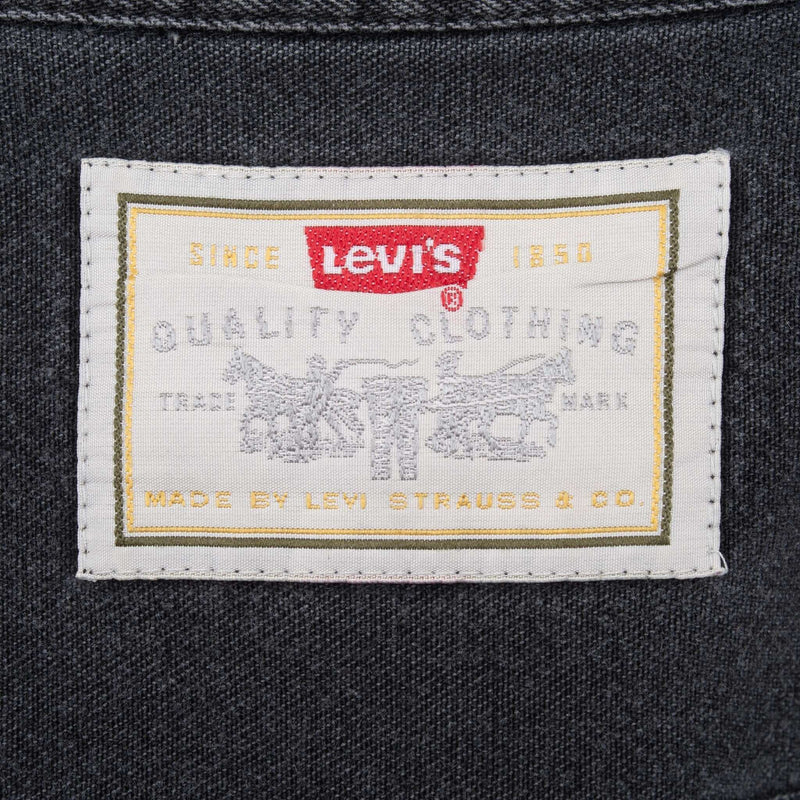 SINCE LEVI'S 1850
®
QUALITY CLOTHING
TRADE MARK
MADE BY LEVI STRAUSS & CO.